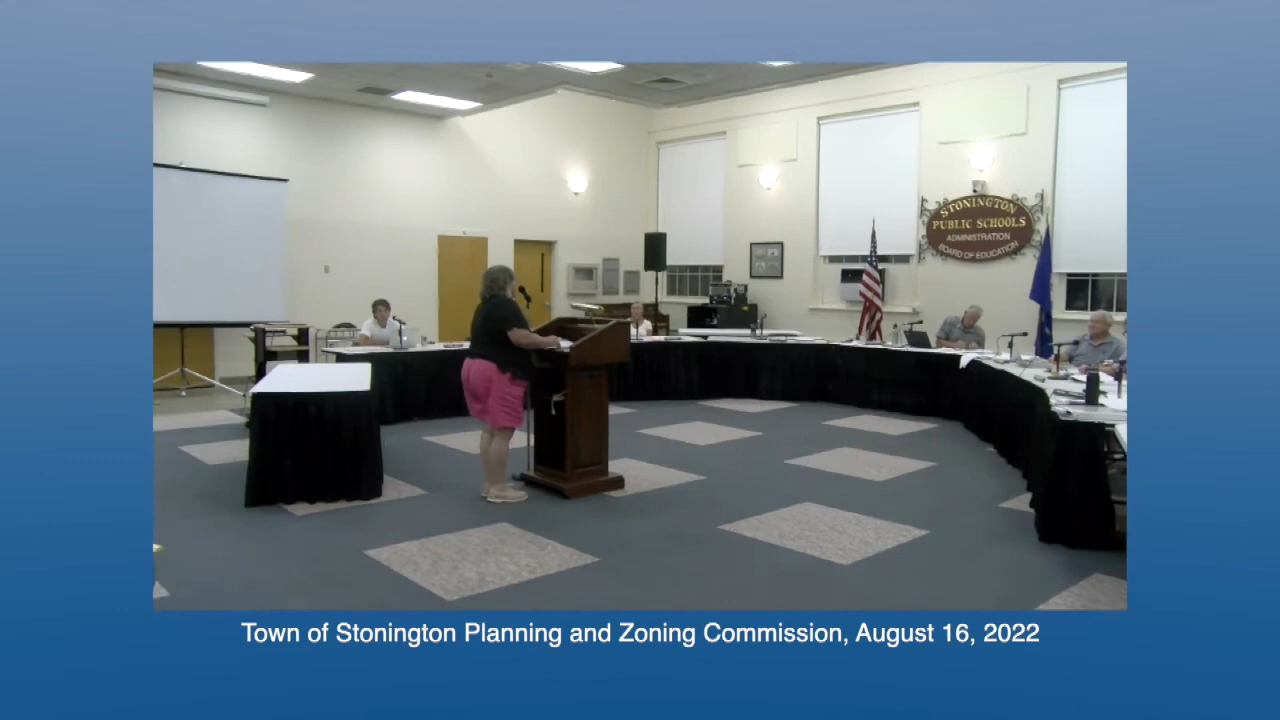 STONINGTON
PUBLIC SCHOOLS
ADMINISTRATION
BOARD OF EDUCATION
Town of Stonington Planning and Zoning Commission, August 16, 2022